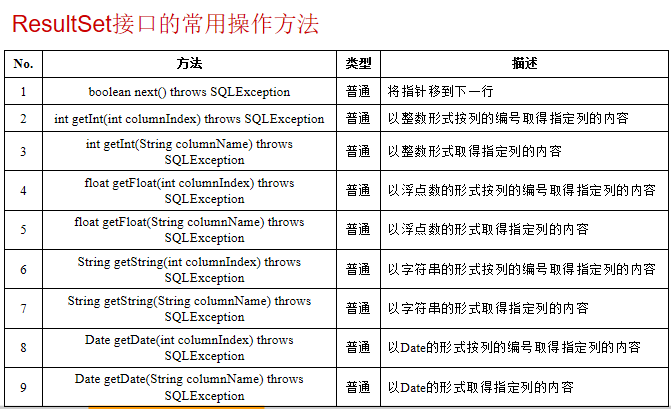 ResultSet接口的常用操作方法
No. 方法 类型 描述
1 boolean next() throws SQLException 普通 将指针移到下一行
2 int getInt(int columnIndex) throws SQLException 普通 以整数形式按列的编号取得指定列的内容
3 int getInt(String columnName) throws
SQLException 普通 以整数形式取得指定列的内容
4 float getFloat(int columnIndex) throws
SQLException 普通 以浮点数的形式按列的编号取得指定列的内容
5 float getFloat(String columnName) throws
SQLException 普通 以浮点数的形式取得指定列的内容
6 String getString(int columnIndex) throws
SQLException 普通 以字符串的形式按列的编号取得指定列的内容
7 String getString(String columnName) throws
SQLException 普通 以字符串的形式取得指定列的内容
8 Date getDate(int columnIndex) throws
SQLException 普通 以Date的形式按列的编号取得指定列的内容
9 Date getDate(String columnName) throws
SQLException 普通 以Date的形式取得指定列的内容